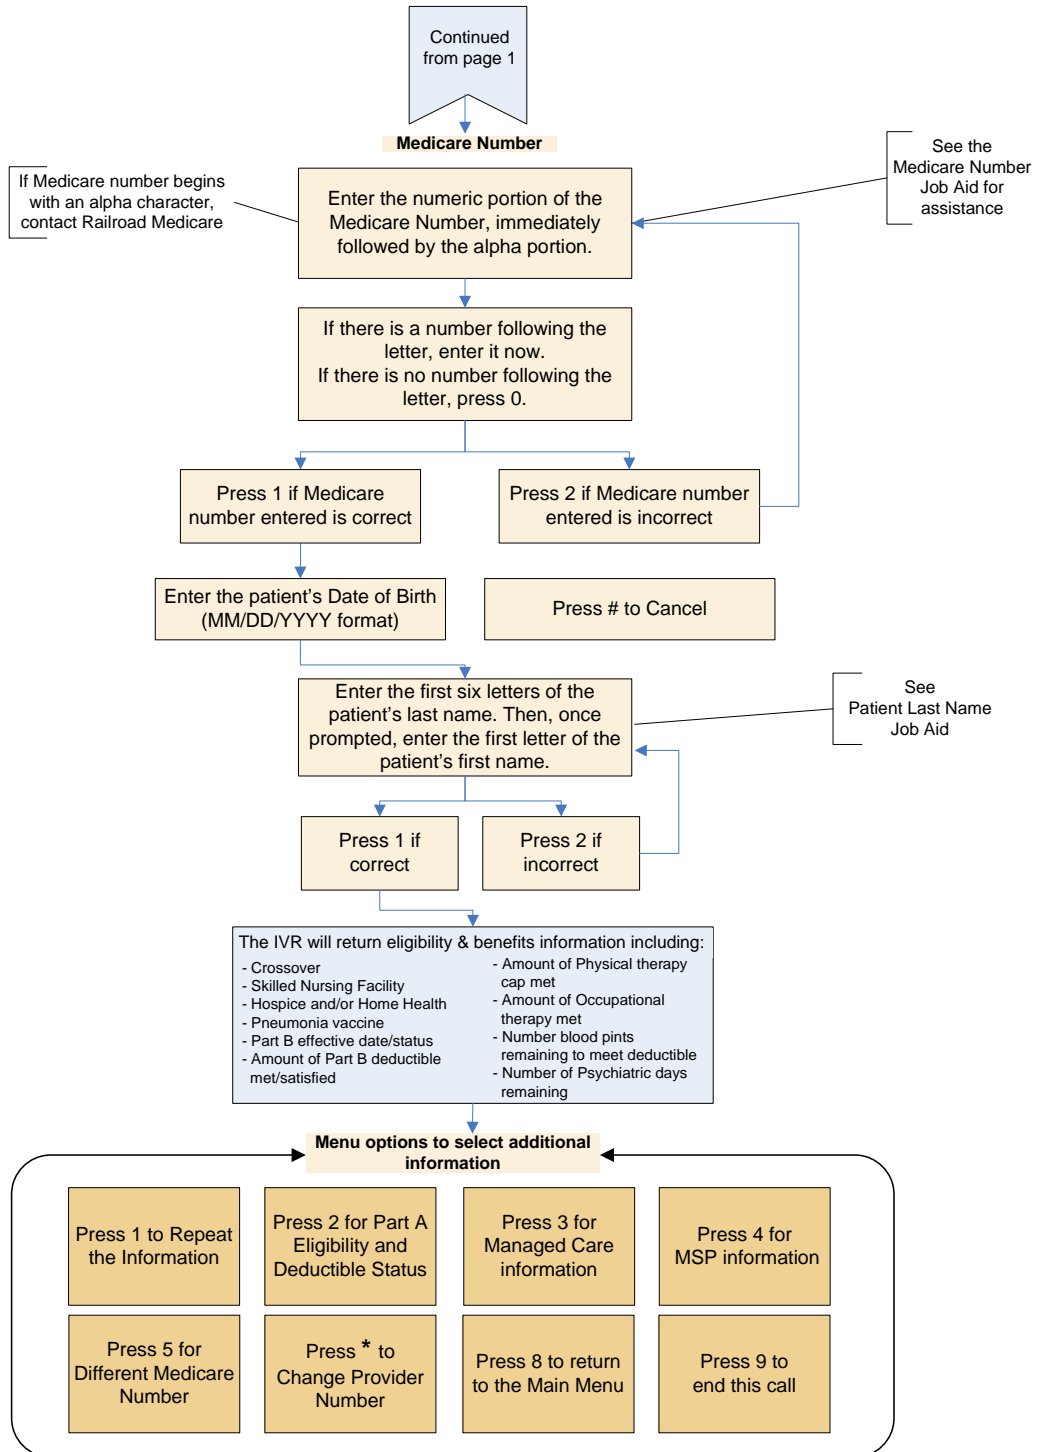 Continued
from page 1
Medicare Number
If Medicare number begins
with an alpha character,
contact Railroad Medicare
Enter the numeric portion of the
Medicare Number, immediately
followed by the alpha portion.
See the
Medicare Number
Job Aid for
assistance
If there is a number following the
letter, enter it now.
If there is no number following the
letter, press 0.
Press 1 if Medicare
number entered is correct
Press 2 if Medicare number
entered is incorrect
Enter the patient's Date of Birth
(MM/DD/YYYY format)
Press # to Cancel
Enter the first six letters of the
patient's last name. Then, once
prompted, enter the first letter of the
patient's first name.
See
Patient Last Name
Job Aid
Press 1 if
correct
Press 2 if
incorrect
The IVR will return eligibility & benefits information including:
- Crossover
- Skilled Nursing Facility
- Hospice and/or Home Health
- Pneumonia vaccine
- Part B effective date/status
- Amount of Part B deductible
met/satisfied
- Amount of Physical therapy
cap met
- Amount of Occupational
therapy met
- Number blood pints
remaining to meet deductible
- Number of Psychiatric days
remaining
Menu options to select additional
information
Press 1 to Repeat
the Information
Press 2 for Part A
Eligibility and
Deductible Status
Press 3 for
Managed Care
information
Press 4 for
MSP information
Press 5 for
Different Medicare
Number
Press * to
Change Provider
Number
Press 8 to return
to the Main Menu
Press 9 to
end this call